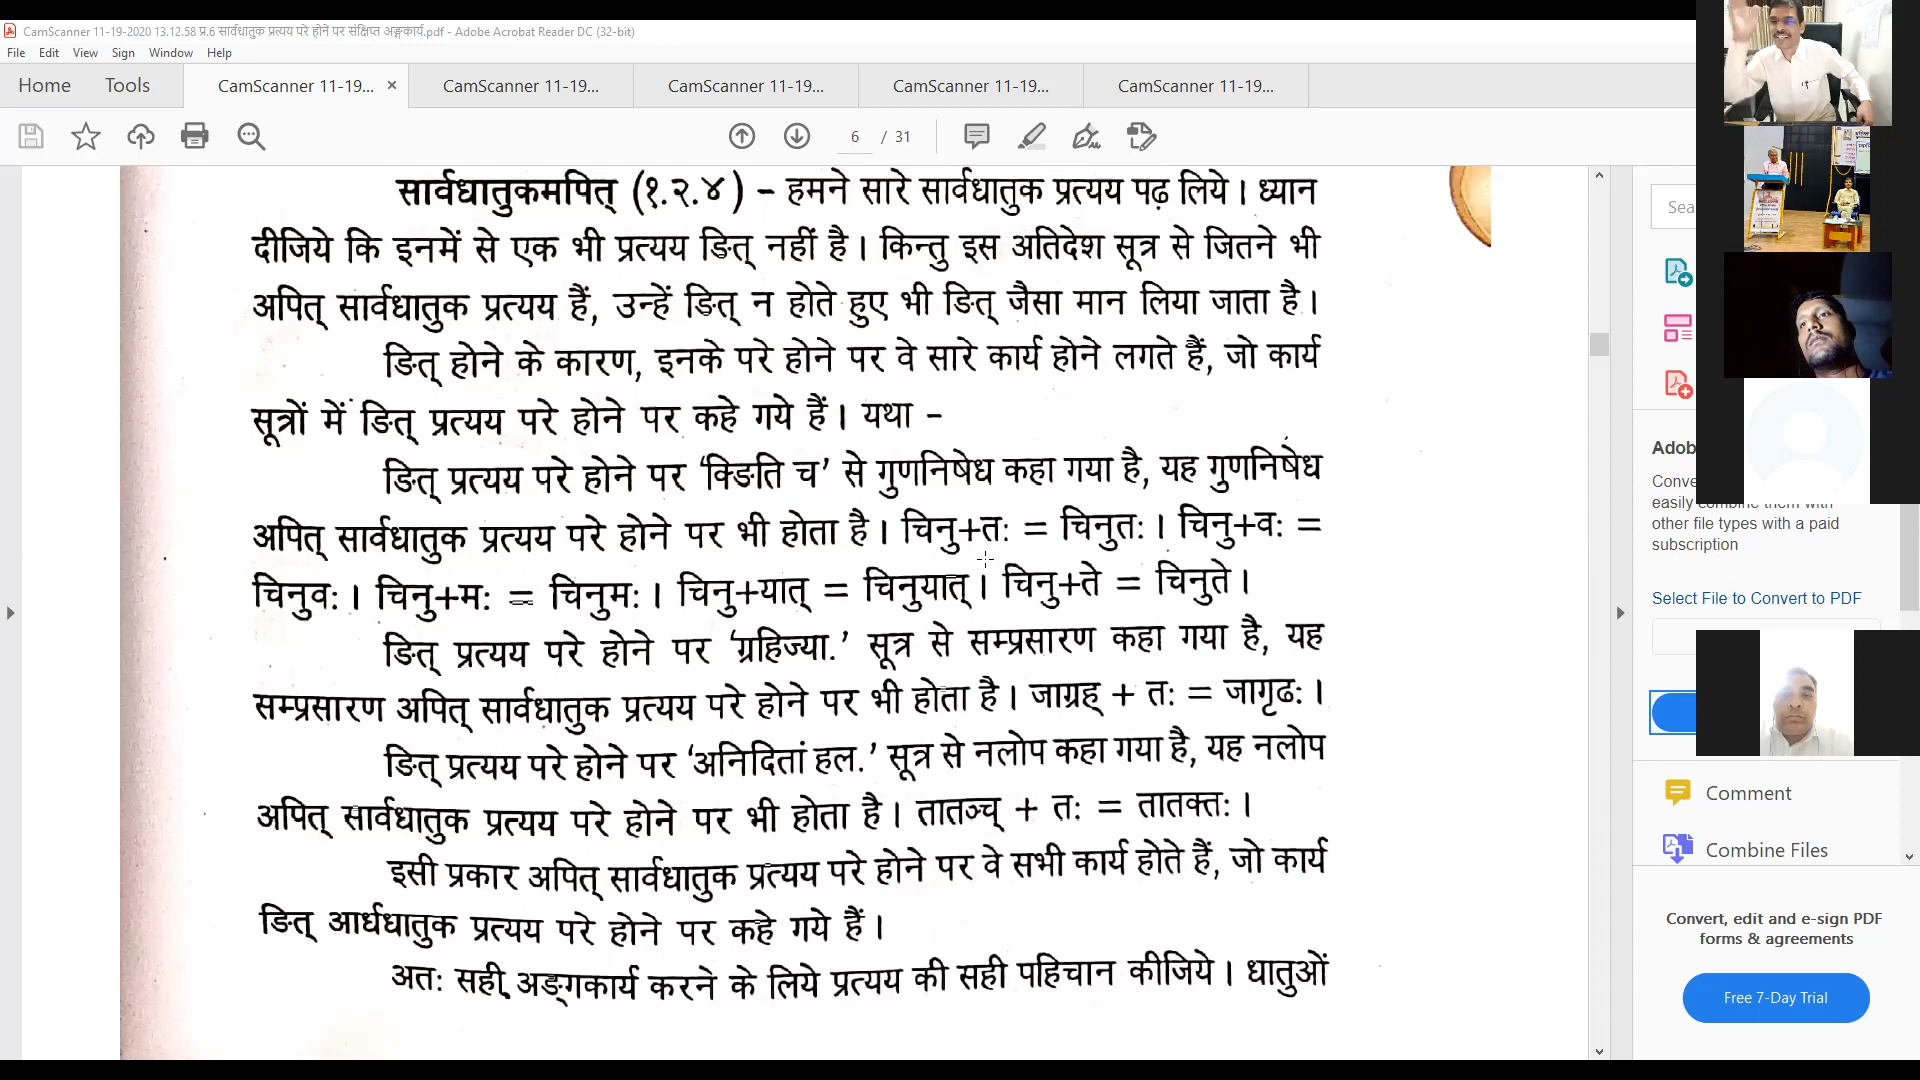 CamScanner 11-19-2020 13.12.58 प्र.6 सार्वधातुक प्रत्यय परे होने पर संक्षिप्त अङ्गकार्य.pdf - Adobe Acrobat Reader DC (32-bit)
File Edit View Sign Window Help
Home Tools CamScanner 11-19... × CamScanner 11-19... CamScanner 11-19... CamScanner 11-19... CamScanner 11-19...
6 / 31
सार्वधातुकमपित् (१.२.४) – हमने सारे सार्वधातुक प्रत्यय पढ़ लिये। ध्यान
दीजिये कि इनमें से एक भी प्रत्यय ङित् नहीं है। किन्तु इस अतिदेश सूत्र से जितने भी
अपित् सार्वधातुक प्रत्यय हैं, उन्हें ङित् न होते हुए भी ङित् जैसा मान लिया जाता है।
ङित् होने के कारण, इनके परे होने पर वे सारे कार्य होने लगते हैं, जो कार्य
सूत्रों में ङित् प्रत्यय परे होने पर कहे गये हैं। यथा –
ङित् प्रत्यय परे होने पर ‘क्ङिति च’ से गुणनिषेध कहा गया है, यह गुणनिषेध
अपित् सार्वधातुक प्रत्यय परे होने पर भी होता है। चिनु+तः = चिनुतः। चिनु+वः =
चिनुवः। चिनु+मः = चिनुमः। चिनु+यात् = चिनुयात्। चिनु+ते = चिनुते।
ङित् प्रत्यय परे होने पर ‘ग्रहिज्या.’ सूत्र से सम्प्रसारण कहा गया है, यह
सम्प्रसारण अपित् सार्वधातुक प्रत्यय परे होने पर भी होता है। जाग्रह् + तः = जागृढः।
ङित् प्रत्यय परे होने पर ‘अनिदितां हल.’ सूत्र से नलोप कहा गया है, यह नलोप
अपित् सार्वधातुक प्रत्यय परे होने पर भी होता है। तातञ्च् + तः = तातक्तः।
इसी प्रकार अपित् सार्वधातुक प्रत्यय परे होने पर वे सभी कार्य होते हैं, जो कार्य
ङित् आर्धधातुक प्रत्यय परे होने पर कहे गये हैं।
अतः सही अङ्गकार्य करने के लिये प्रत्यय की सही पहिचान कीजिये। धातुओं
Sea
Adob
Conve
easily combine them with
other file types with a paid
subscription
Select File to Convert to PDF
Comment
Combine Files
Convert, edit and e-sign PDF
forms & agreements
Free 7-Day Trial